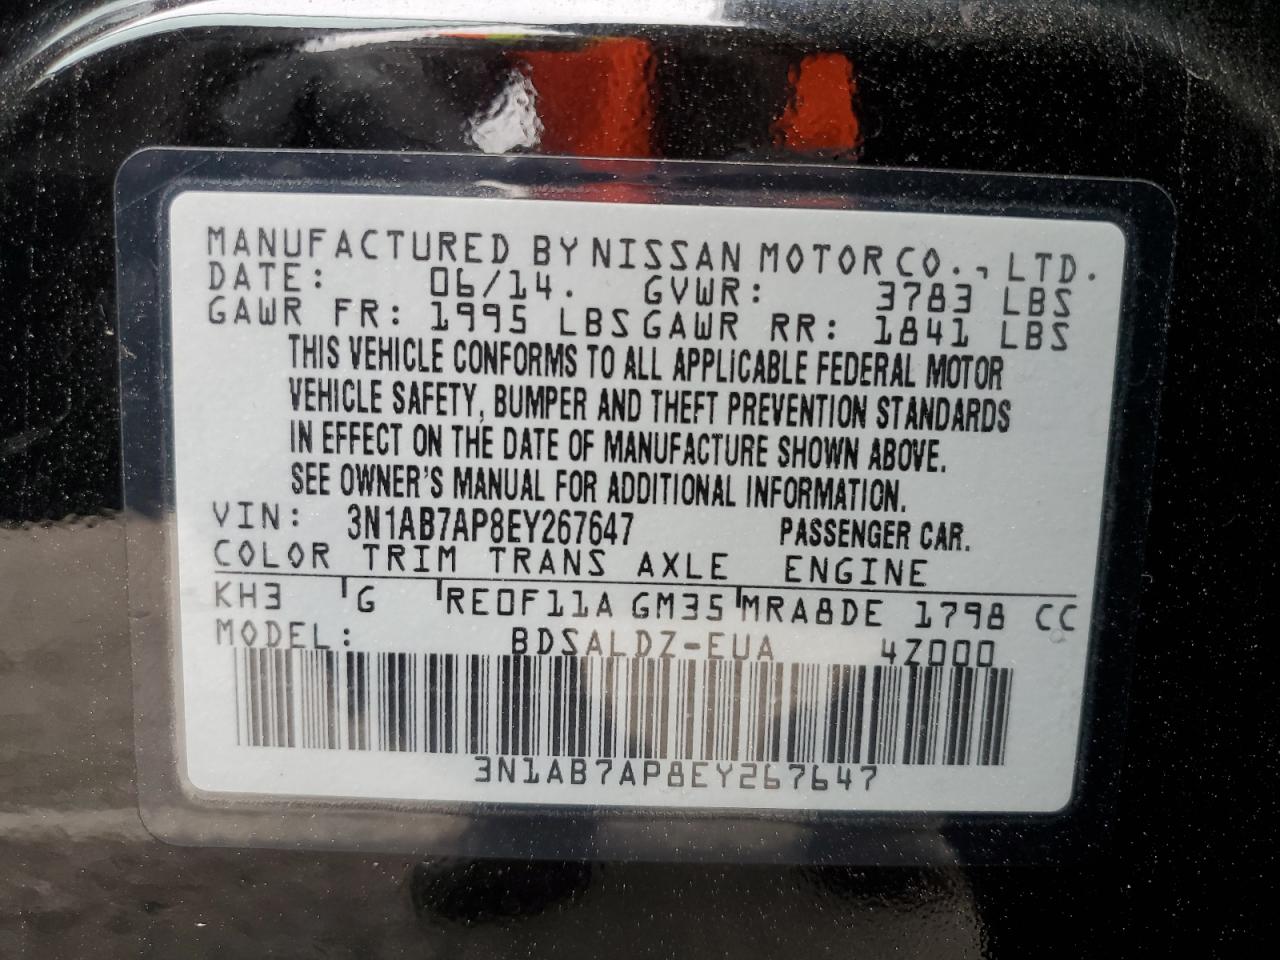 MANUFACTURED BY NISSAN MOTOR CO., LTD.
DATE: 06/14. GVWR: 3783 LBS
GAWR FR: 1995 LBS GAWR RR: 1841 LBS
THIS VEHICLE CONFORMS TO ALL APPLICABLE FEDERAL MOTOR
VEHICLE SAFETY, BUMPER AND THEFT PREVENTION STANDARDS
IN EFFECT ON THE DATE OF MANUFACTURE SHOWN ABOVE.
SEE OWNER'S MANUAL FOR ADDITIONAL INFORMATION.
VIN: 3N1AB7AP8EY267647 PASSENGER CAR.
COLOR TRIM TRANS AXLE ENGINE
KH3 G RE0F11A GM35 MRA8DE 1798 CC
MODEL: BDSALDZ-EUA 4Z000
3N1AB7AP8EY267647